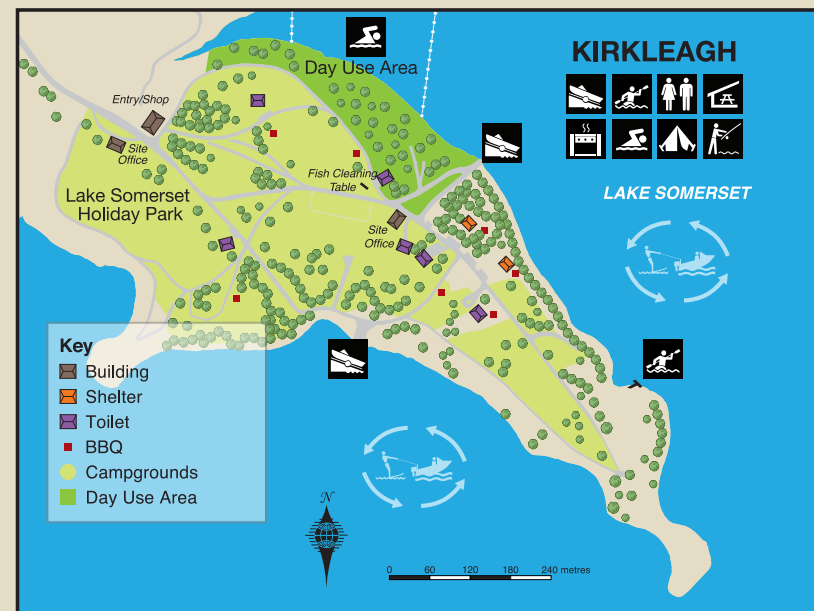 KIRKLEAGH
Day Use Area
Entry/Shop
Site
Office
Fish Cleaning
Table
Lake Somerset
Holiday Park
LAKE SOMERSET
Site
Office
Key
Building
Shelter
Toilet
BBQ
Campgrounds
Day Use Area
N
0 60 120 180 240 metres